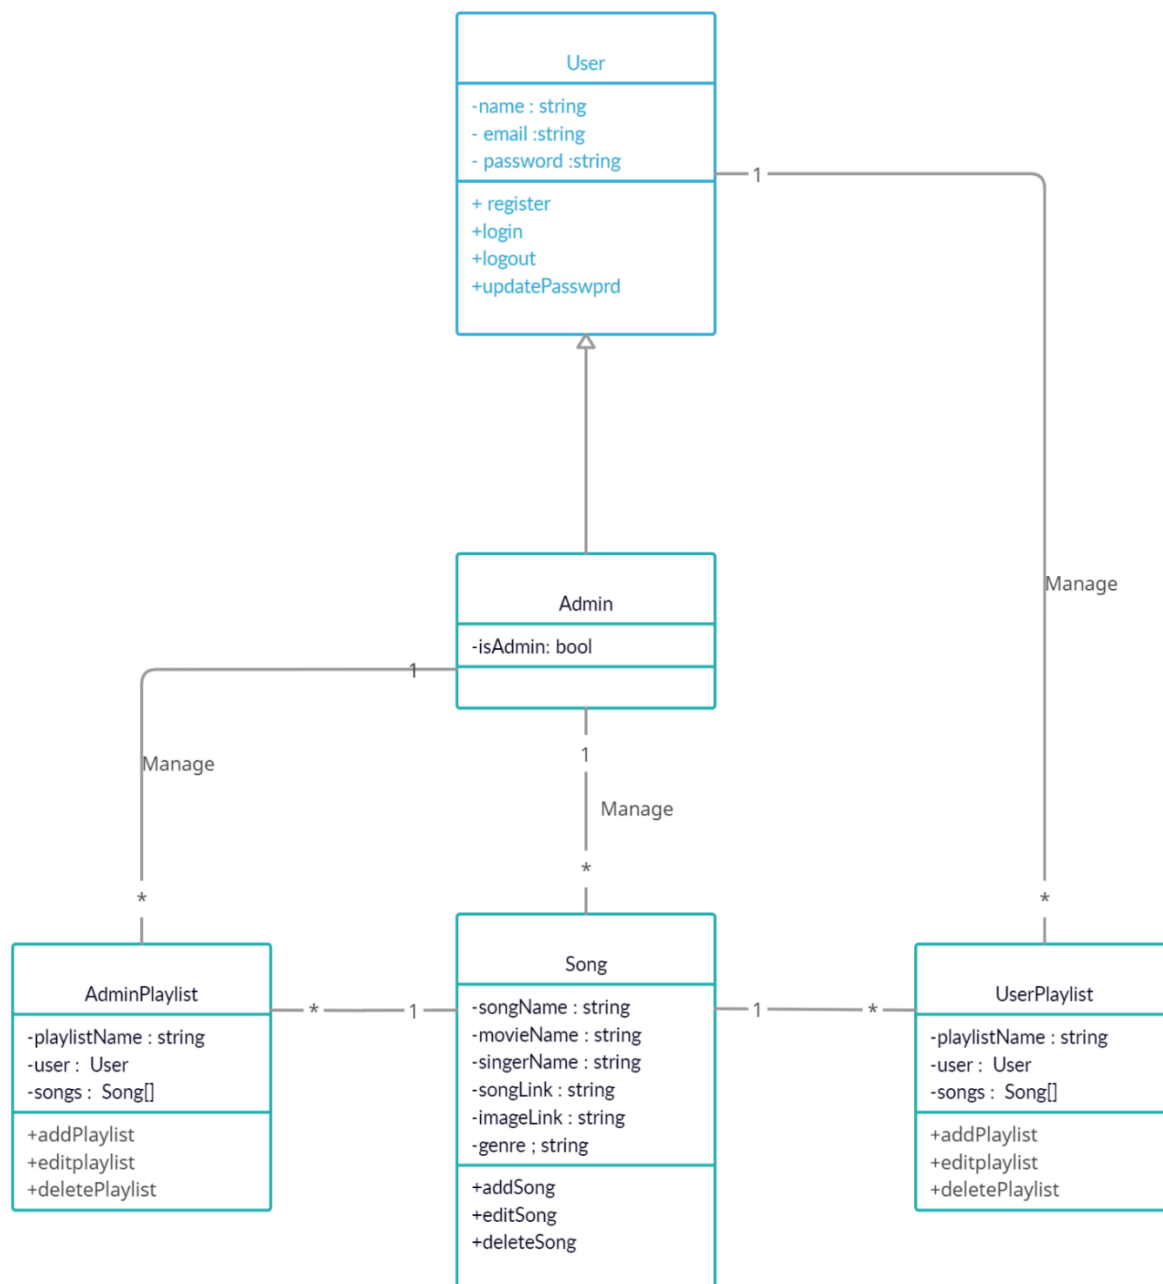 User
-name : string
- email :string
- password :string
+ register
+login
+logout
+updatePasswprd
1
Manage
*
Admin
-isAdmin: bool
1
Manage
*
1
Manage
*
AdminPlaylist
-playlistName : string
-user :  User
-songs :  Song[]
+addPlaylist
+editplaylist
+deletePlaylist
*
1
Song
-songName : string
-movieName : string
-singerName : string
-songLink : string
-imageLink : string
-genre ; string
+addSong
+editSong
+deleteSong
1
*
UserPlaylist
-playlistName : string
-user :  User
-songs :  Song[]
+addPlaylist
+editplaylist
+deletePlaylist